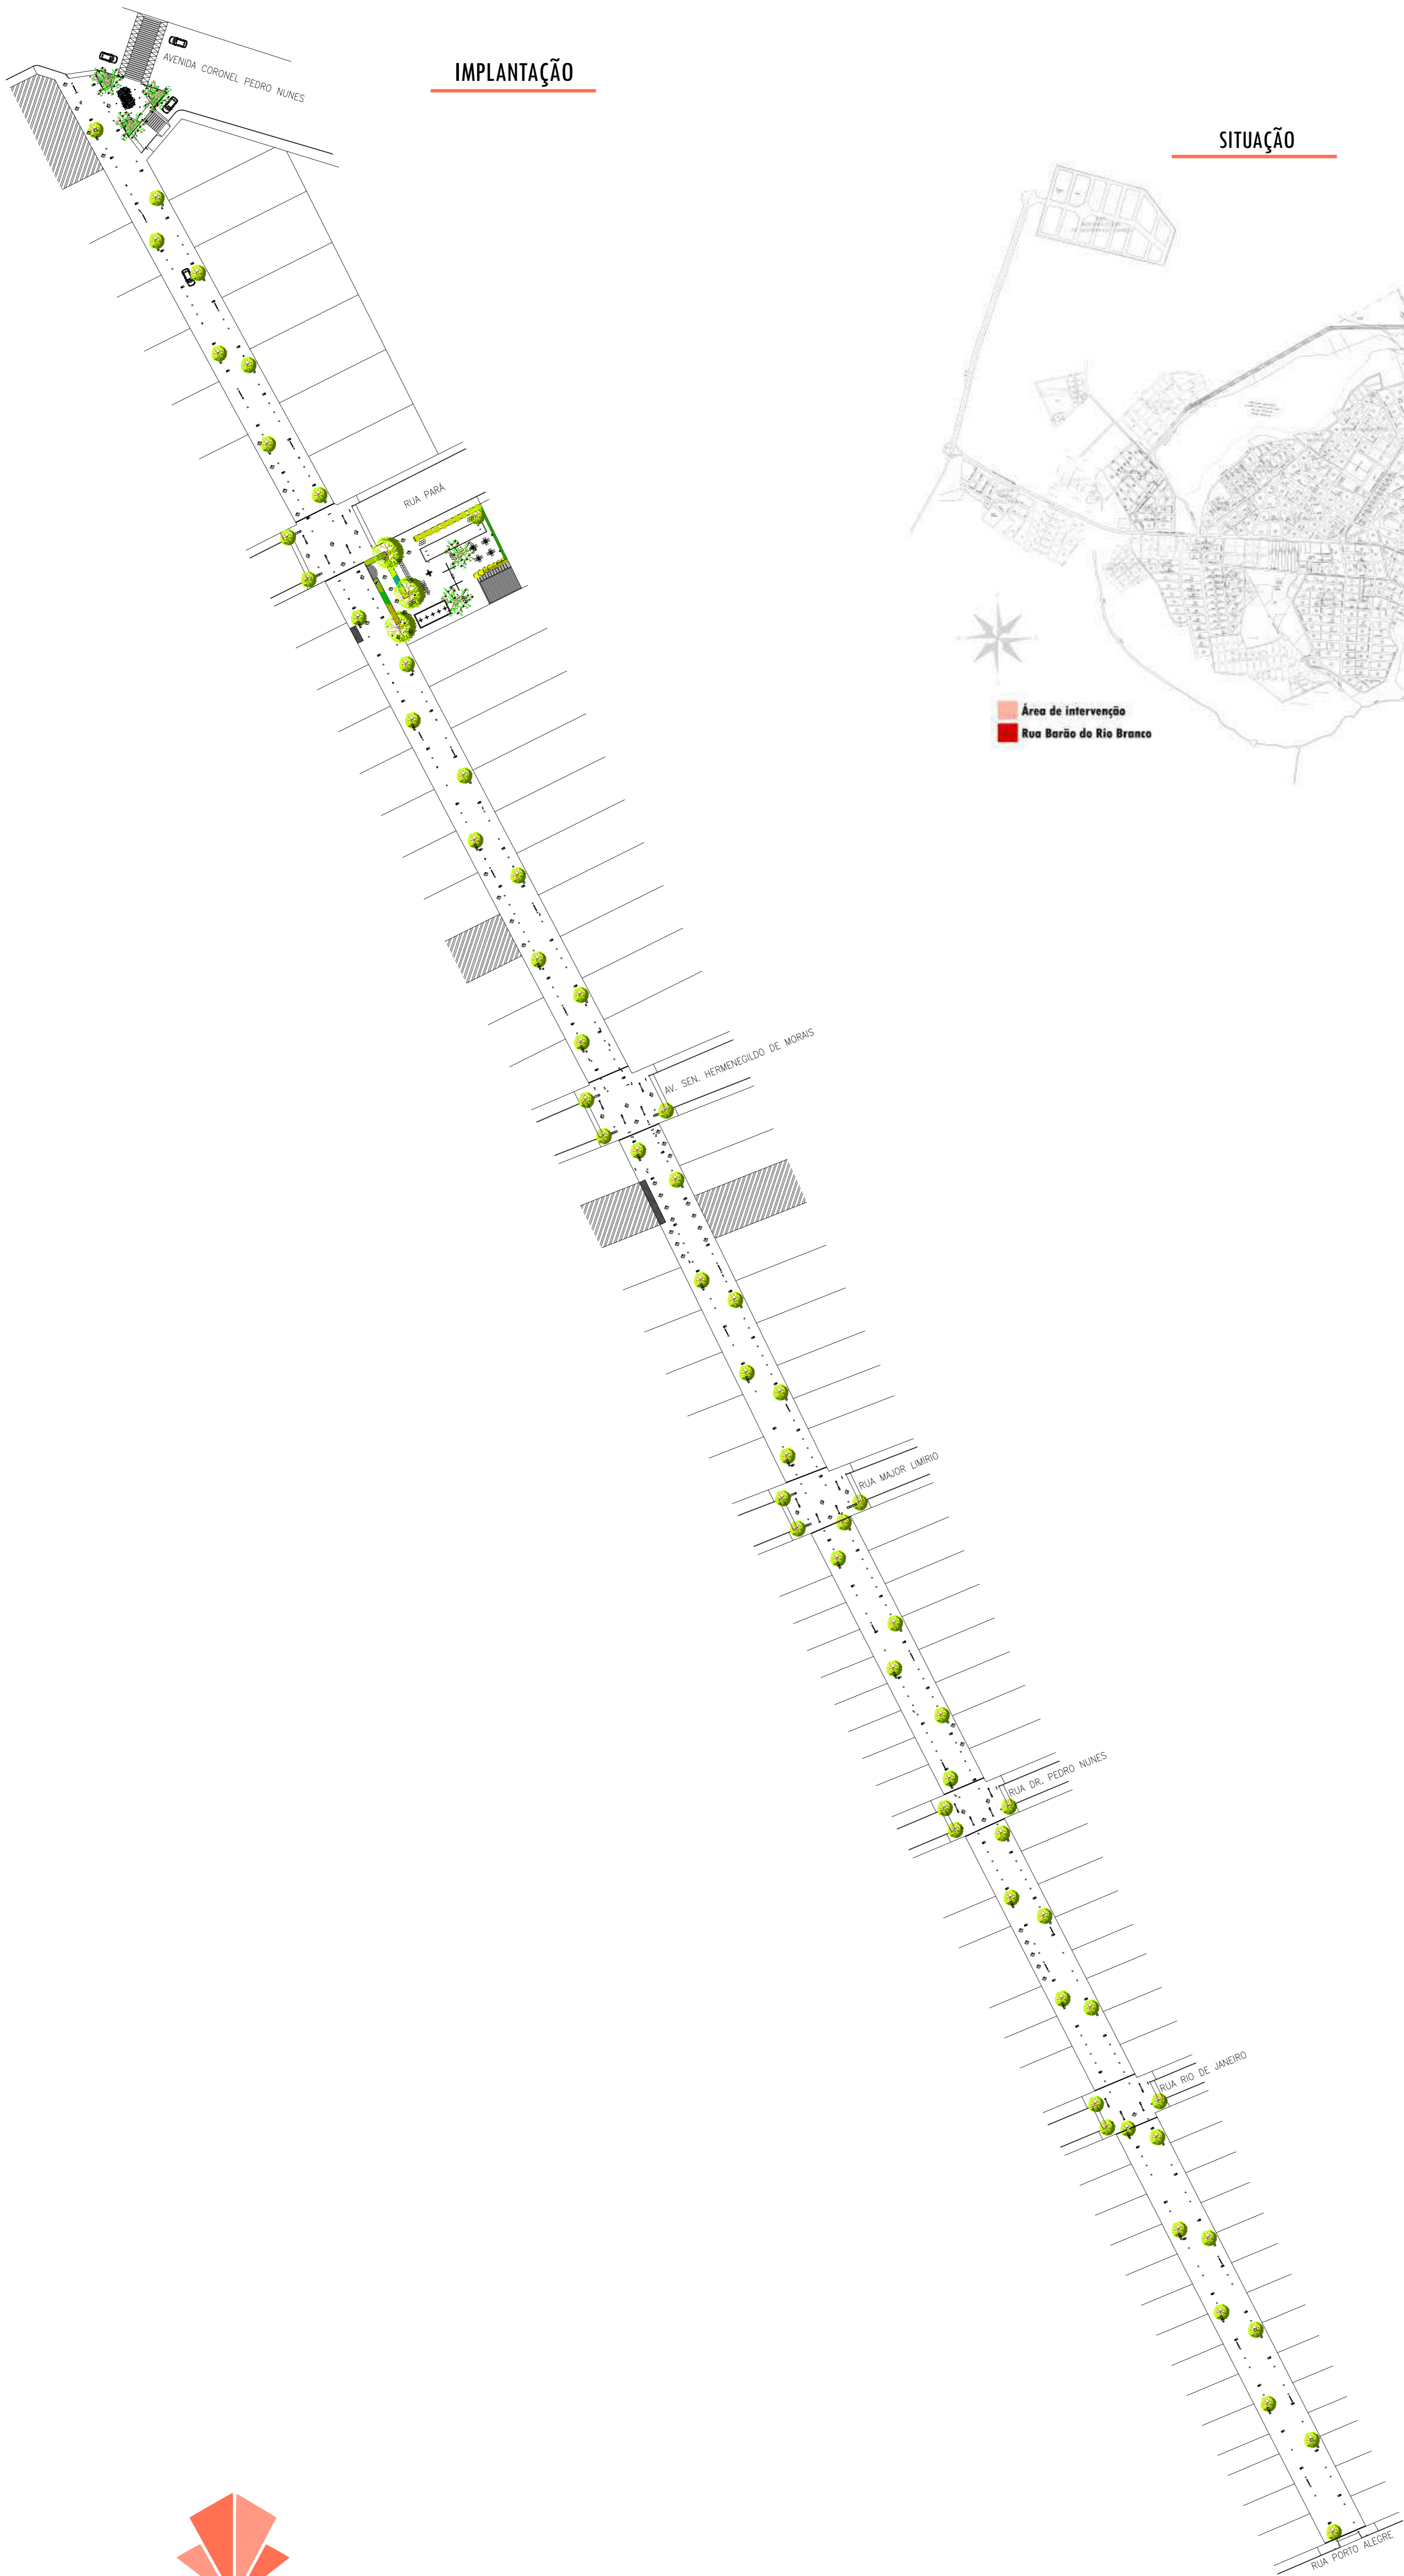 IMPLANTAÇÃO
AVENIDA CORONEL PEDRO NUNES
SITUAÇÃO
RUA PARÁ
Área de intervenção
Rua Barão do Rio Branco
AV. SEN. HERMENEGILDO DE MORAIS
RUA MAJOR LIMÍRIO
RUA DR. PEDRO NUNES
RUA RIO DE JANEIRO
RUA PORTO ALEGRE